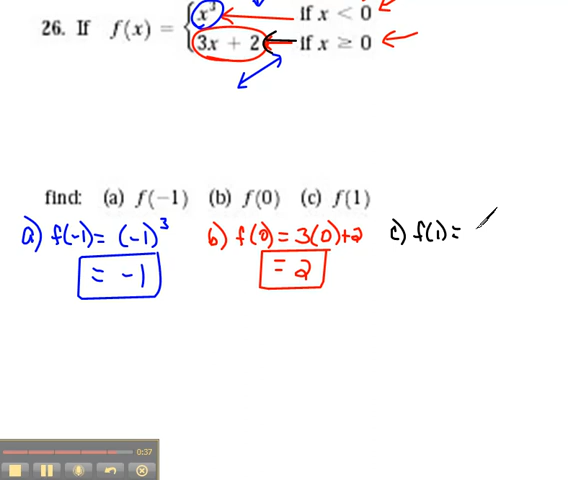 26. If f(x) = { x³ if x < 0
3x + 2 if x ≥ 0
find: (a) f(−1) (b) f(0) (c) f(1)
a) f(-1) = (-1)³ b) f(0) = 3(0)+2 c) f(1) =
= -1 = 2
0:37